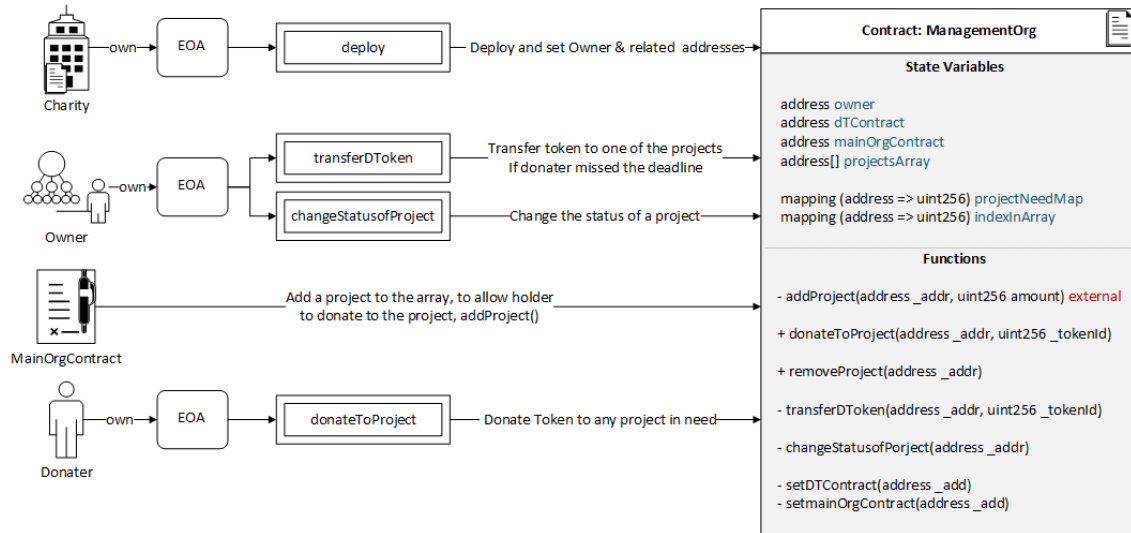 Charity
own
EOA
deploy
Deploy and set Owner & related addresses
Owner
own
EOA
transferDToken
Transfer token to one of the projects
If donater missed the deadline
changeStatusofProject
Change the status of a project
MainOrgContract
Add a project to the array, to allow holder
to donate to the project, addProject()
Donater
own
EOA
donateToProject
Donate Token to any project in need
Contract: ManagementOrg
State Variables
address owner
address dTContract
address mainOrgContract
address[] projectsArray
mapping (address => uint256) projectNeedMap
mapping (address => uint256) indexInArray
Functions
- addProject(address _addr, uint256 amount) external
+ donateToProject(address _addr, uint256 _tokenId)
+ removeProject(address _addr)
- transferDToken(address _addr, uint256 _tokenId)
- changeStatusofPorject(address _addr)
- setDTContract(address _add)
- setmainOrgContract(address _add)